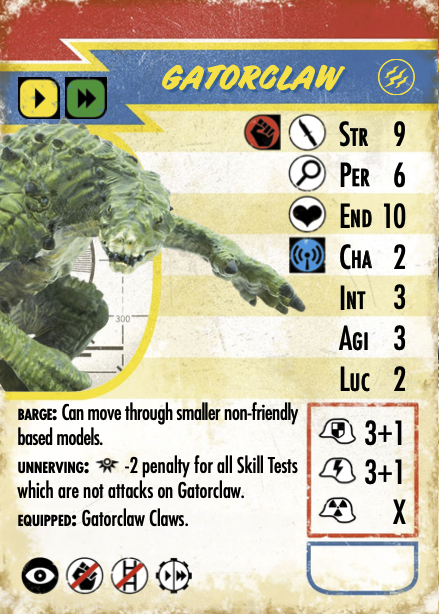 GATORCLAW
STR 9
PER 6
END 10
CHA 2
INT 3
AGI 3
LUC 2
300
BARGE: Can move through smaller non-friendly
based models.
UNNERVING: -2 penalty for all Skill Tests
which are not attacks on Gatorclaw.
EQUIPPED: Gatorclaw Claws.
3+1
3+1
X